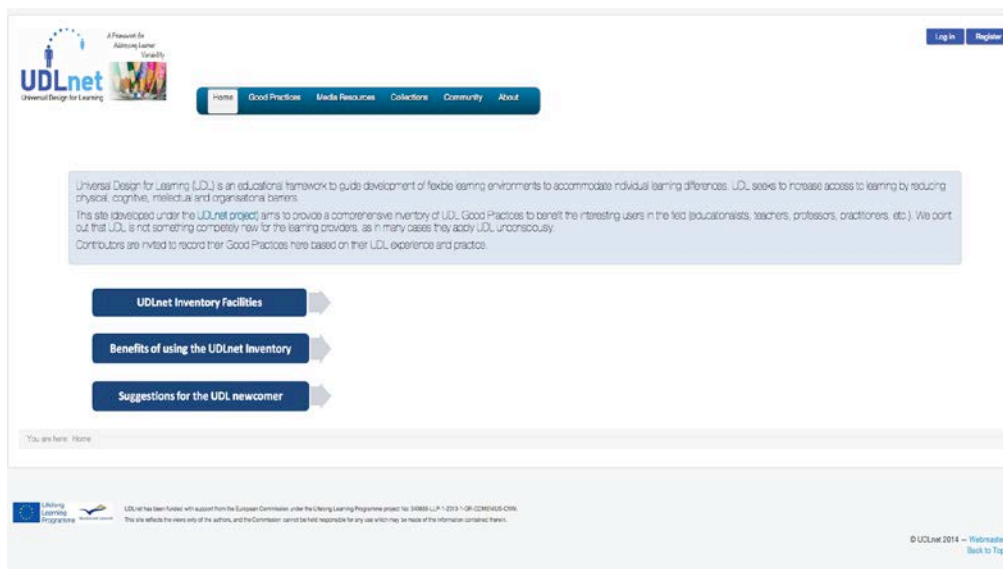 A Framework for
Addressing Learner
Variability
UDLnet
Universal Design for Learning
Log in
Register
Home
Good Practices
Media Resources
Collections
Community
About
Universal Design for Learning (UDL) is an educational framework to guide development of flexible learning environments to accommodate individual learning differences. UDL seeks to increase access to learning by reducing
physical, cognitive, intellectual and organisational barriers.
This site (developed under the UDLnet project) aims to provide a comprehensive inventory of UDL Good Practices to benefit the interesting users in the field (educationalists, teachers, professors, practitioners, etc.). We point
out that UDL is not something competely new for the learning providers, as in many cases they apply UDL unconsciously.
Contributors are invited to record their Good Practices here based on their UDL experience and practice.
UDLnet Inventory Facilities
Benefits of using the UDLnet Inventory
Suggestions for the UDL newcomer
You are here: Home
Lifelong
Learning
Programme
UDLnet has been funded with support from the European Commission under the Lifelong Learning Programme project No:
This site reflects the views only of the authors, and the Commission cannot be held responsible for any use which may be made of the information contained therein.
© UDLnet 2014 — Webmaster
Back to Top